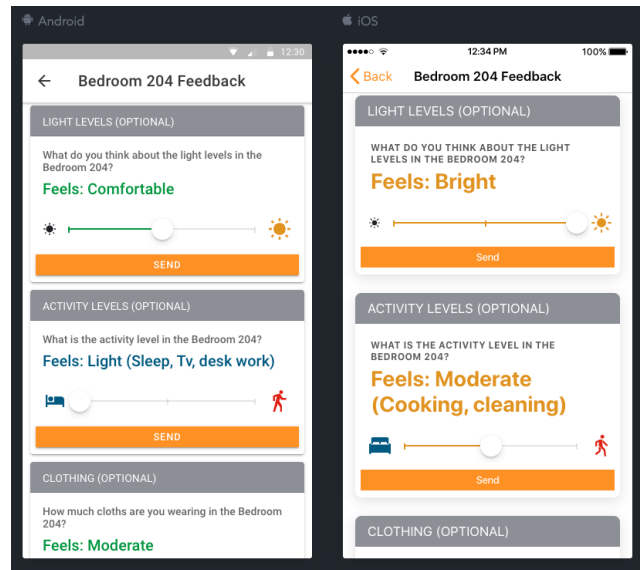 Android
12:30
Bedroom 204 Feedback
LIGHT LEVELS (OPTIONAL)
What do you think about the light levels in the
Bedroom 204?
Feels: Comfortable
SEND
ACTIVITY LEVELS (OPTIONAL)
What is the activity level in the Bedroom 204?
Feels: Light (Sleep, Tv, desk work)
SEND
CLOTHING (OPTIONAL)
How much cloths are you wearing in the Bedroom
204?
Feels: Moderate
iOS
12:34 PM
100%
Back
Bedroom 204 Feedback
LIGHT LEVELS (OPTIONAL)
WHAT DO YOU THINK ABOUT THE LIGHT
LEVELS IN THE BEDROOM 204?
Feels: Bright
Send
ACTIVITY LEVELS (OPTIONAL)
WHAT IS THE ACTIVITY LEVEL IN THE
BEDROOM 204?
Feels: Moderate
(Cooking, cleaning)
Send
CLOTHING (OPTIONAL)